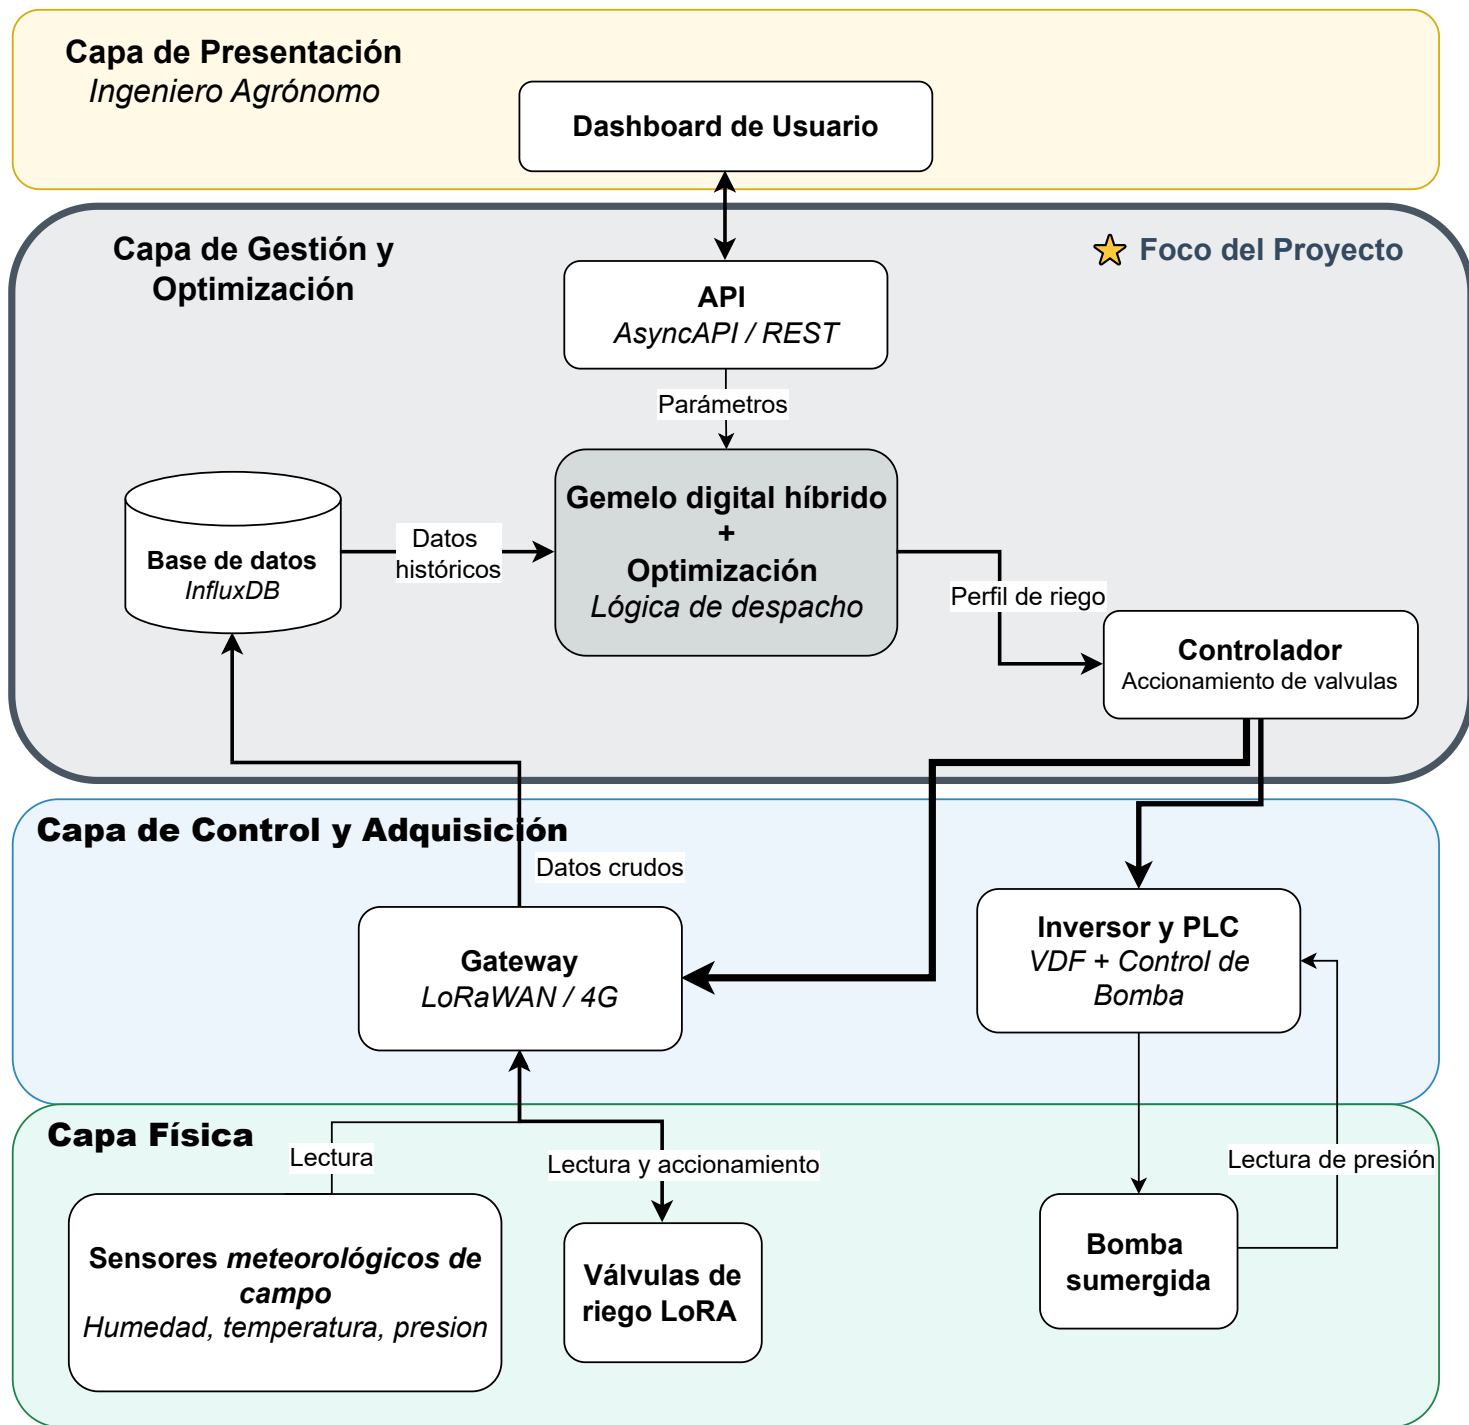 Capa de Presentación
Ingeniero Agrónomo
Dashboard de Usuario
Capa de Gestión y
Optimización
Foco del Proyecto
API
AsyncAPI / REST
Parámetros
Gemelo digital híbrido
+
Optimización
Lógica de despacho
Base de datos
InfluxDB
Datos
históricos
Perfil de riego
Controlador
Accionamiento de valvulas
Capa de Control y Adquisición
Datos crudos
Gateway
LoRaWAN / 4G
Inversor y PLC
VDF + Control de
Bomba
Capa Física
Lectura
Lectura y accionamiento
Lectura de presión
Sensores meteorológicos de
campo
Humedad, temperatura, presion
Válvulas de
riego LoRA
Bomba
sumergida